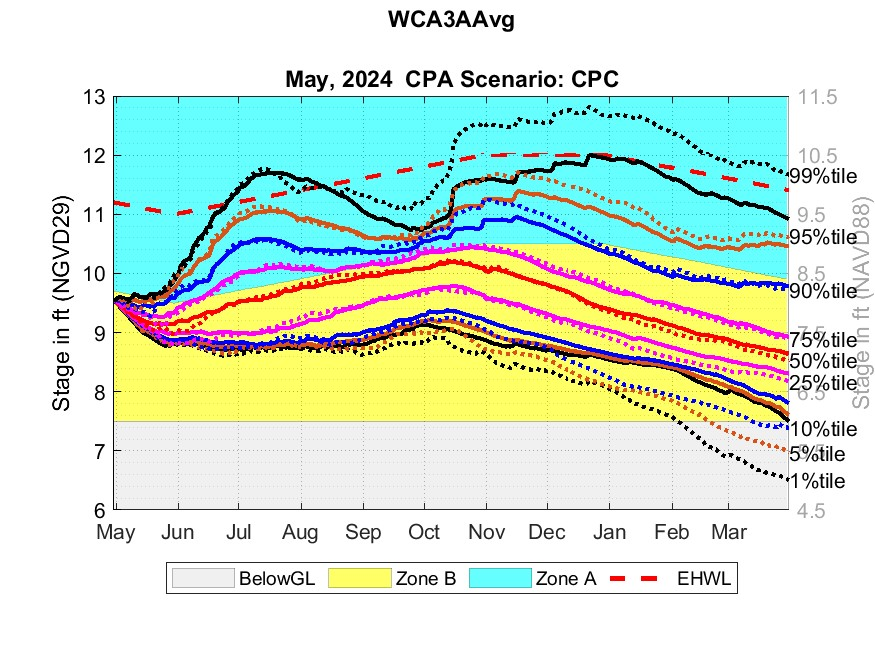 WCA3AAvg
May, 2024 CPA Scenario: CPC
Stage in ft (NGVD29)
13
12
11
10
9
8
7
6
11.5
10.5
9.5
8.5
7.5
6.5
5.5
4.5
Stage in ft (NAVD88)
99%tile
95%tile
90%tile
75%tile
50%tile
25%tile
10%tile
5%tile
1%tile
May Jun Jul Aug Sep Oct Nov Dec Jan Feb Mar
BelowGL Zone B Zone A EHWL